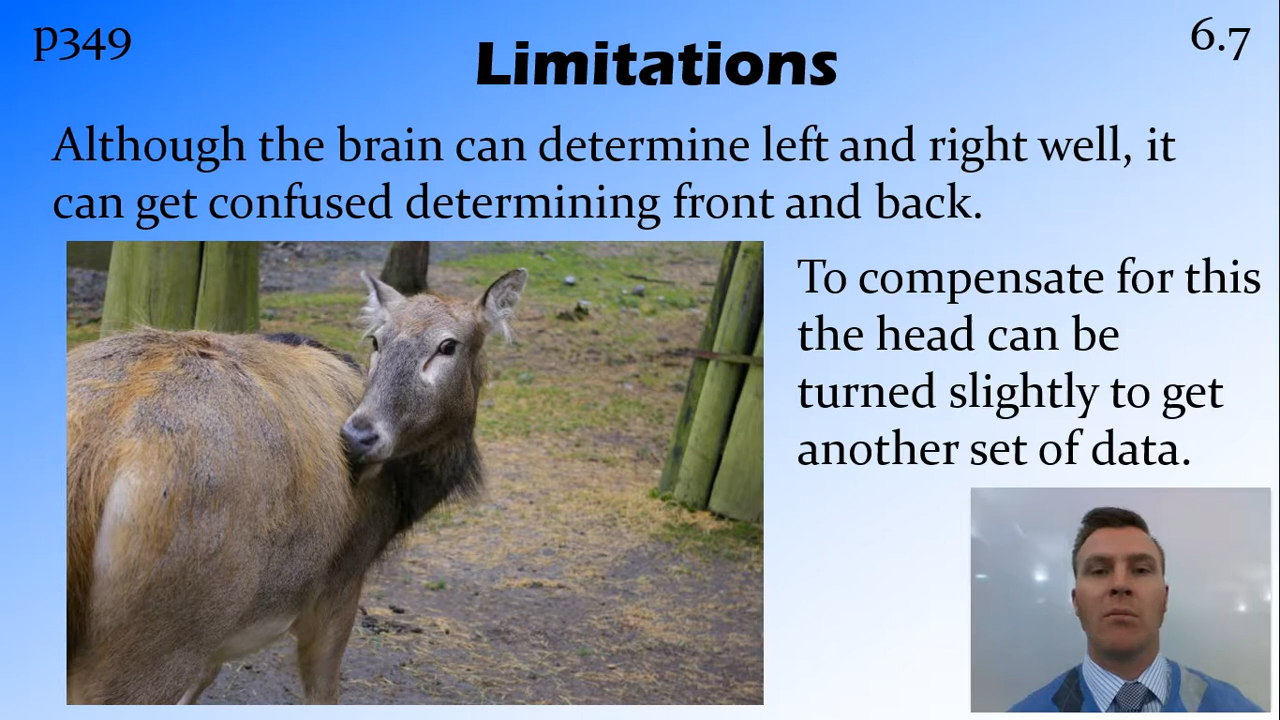 p349
6.7
Limitations
Although the brain can determine left and right well, it
can get confused determining front and back.
To compensate for this
the head can be
turned slightly to get
another set of data.